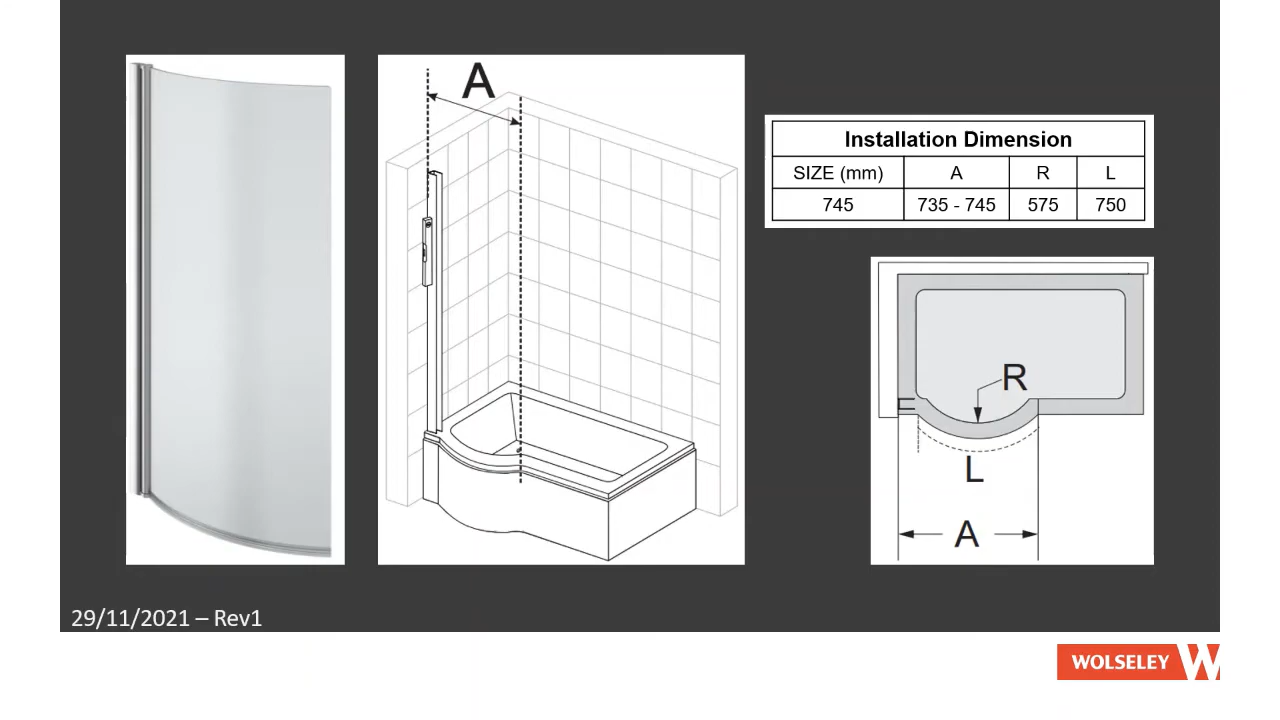 A
Installation Dimension
SIZE (mm) A R L
745 735 - 745 575 750
R
L
A
29/11/2021 – Rev1
WOLSELEY